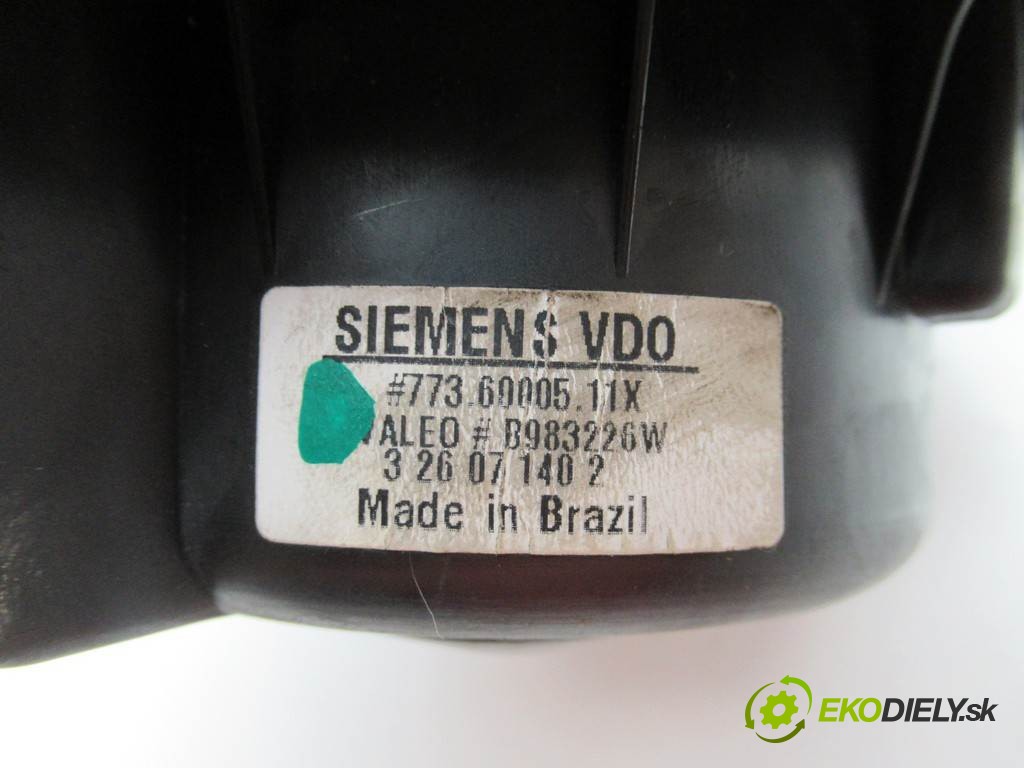 SIEMENS VDO
#773.60005.11X
VALEO # B983226W
3 26 07 140 2
Made in Brazil
EKODIELY.sk